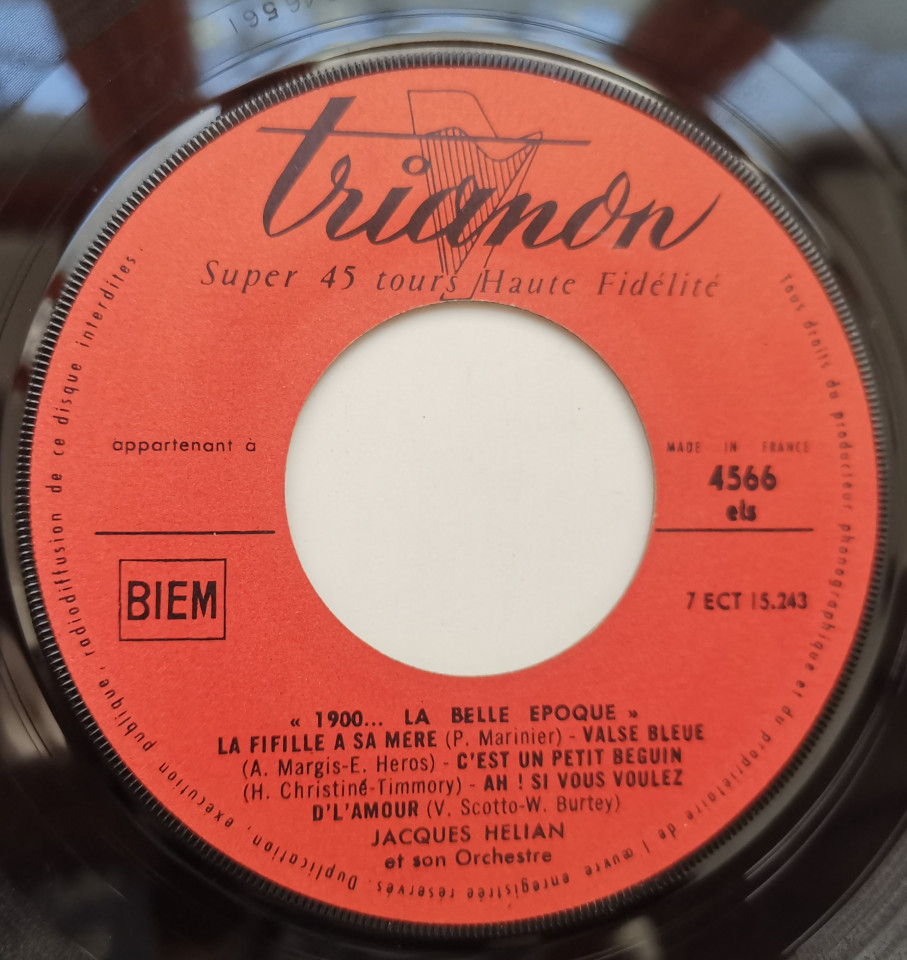 trianon
Super 45 tours Haute Fidélité
appartenant à
MADE IN FRANCE
4566
els
BIEM
7 ECT 15.243
« 1900... LA BELLE EPOQUE »
LA FIFILLE A SA MERE (P. Marinier) - VALSE BLEUE
(A. Margis-E. Heros) - C'EST UN PETIT BEGUIN
(H. Christiné-Timmory) - AH ! SI VOUS VOULEZ
D'L'AMOUR (V. Scotto-W. Burtey)
JACQUES HELIAN
et son Orchestre
Tous droits du producteur phonographique et du propriétaire de l'œuvre enregistrée réservés. Duplication, exécution publique, radiodiffusion de ce disque interdites.